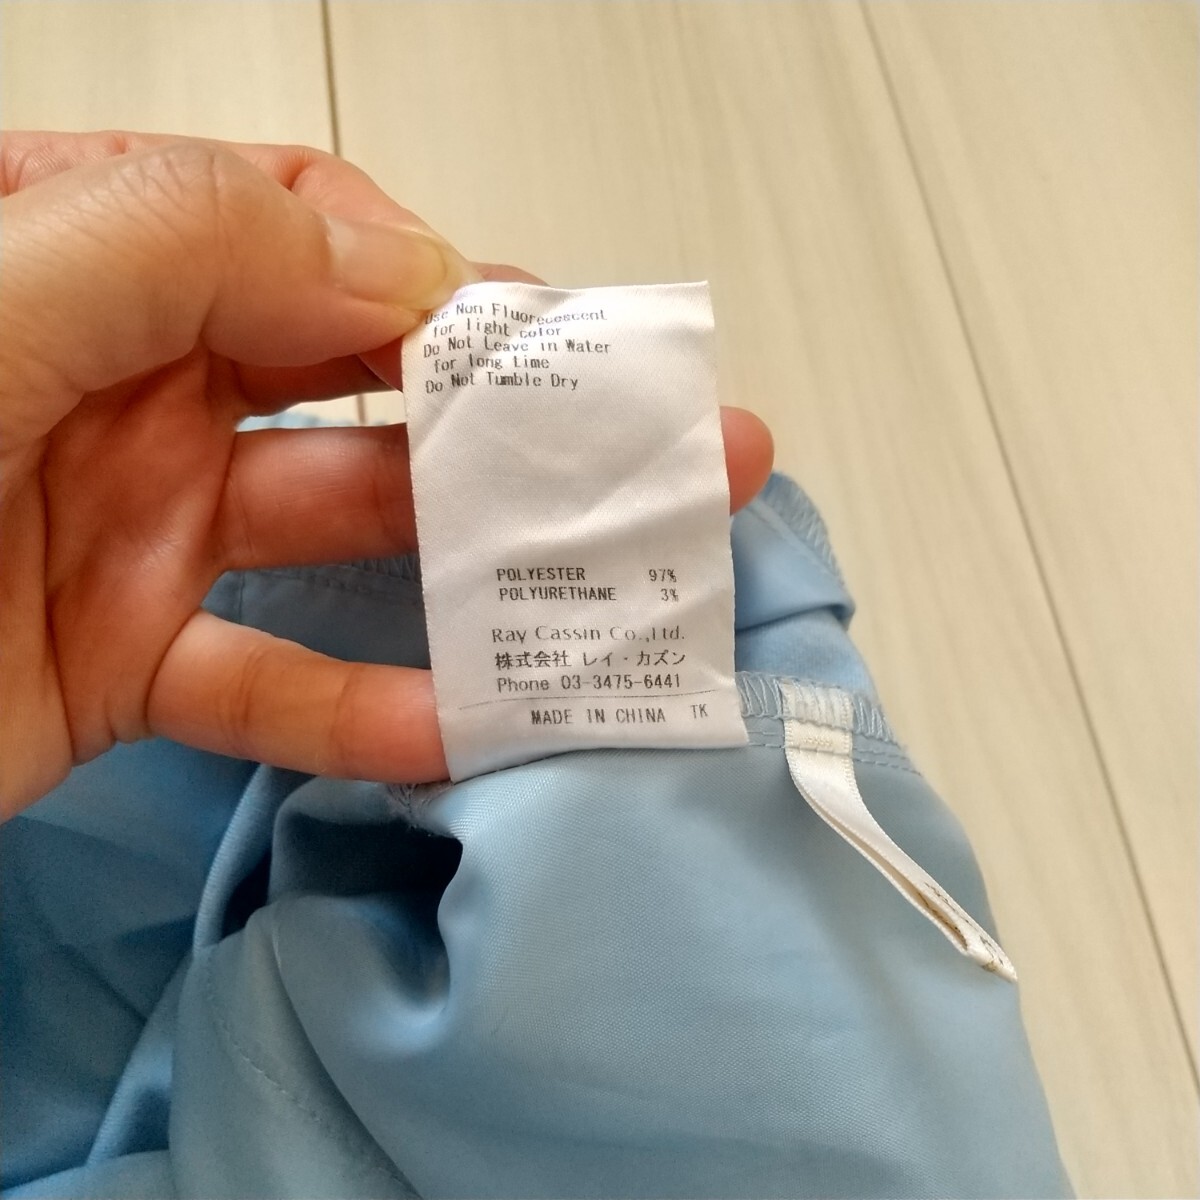 Use Non Fluorecescent
for light color
Do Not Leave in Water
for long time
Do Not Tumble Dry
POLYESTER 97%
POLYURETHANE 3%
Ray Cassin Co.,Ltd.
株式会社 レイ・カズン
Phone 03-3475-6441
MADE IN CHINA TK